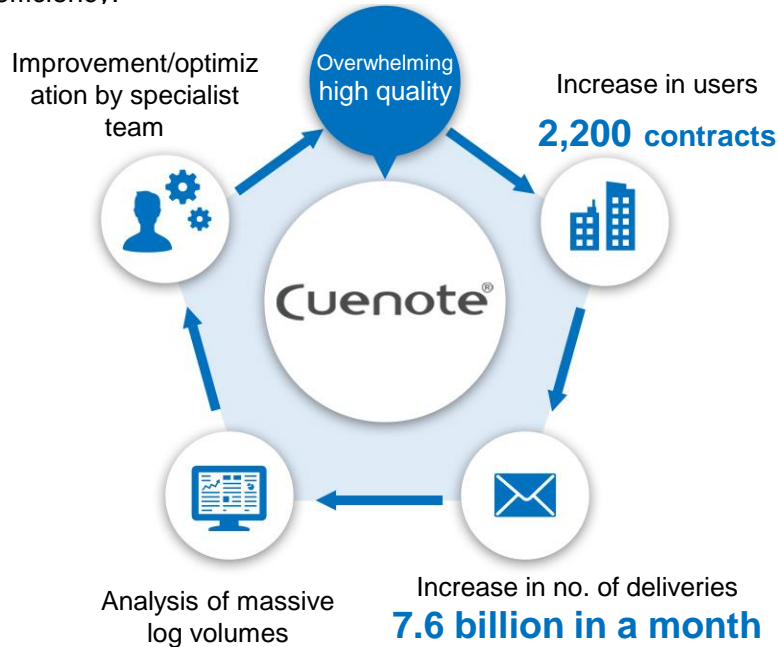 Overwhelming
high quality
Increase in users
2,200 contracts
Improvement/optimiz
ation by specialist
team
Cuenote®
Analysis of massive
log volumes
Increase in no. of deliveries
7.6 billion in a month